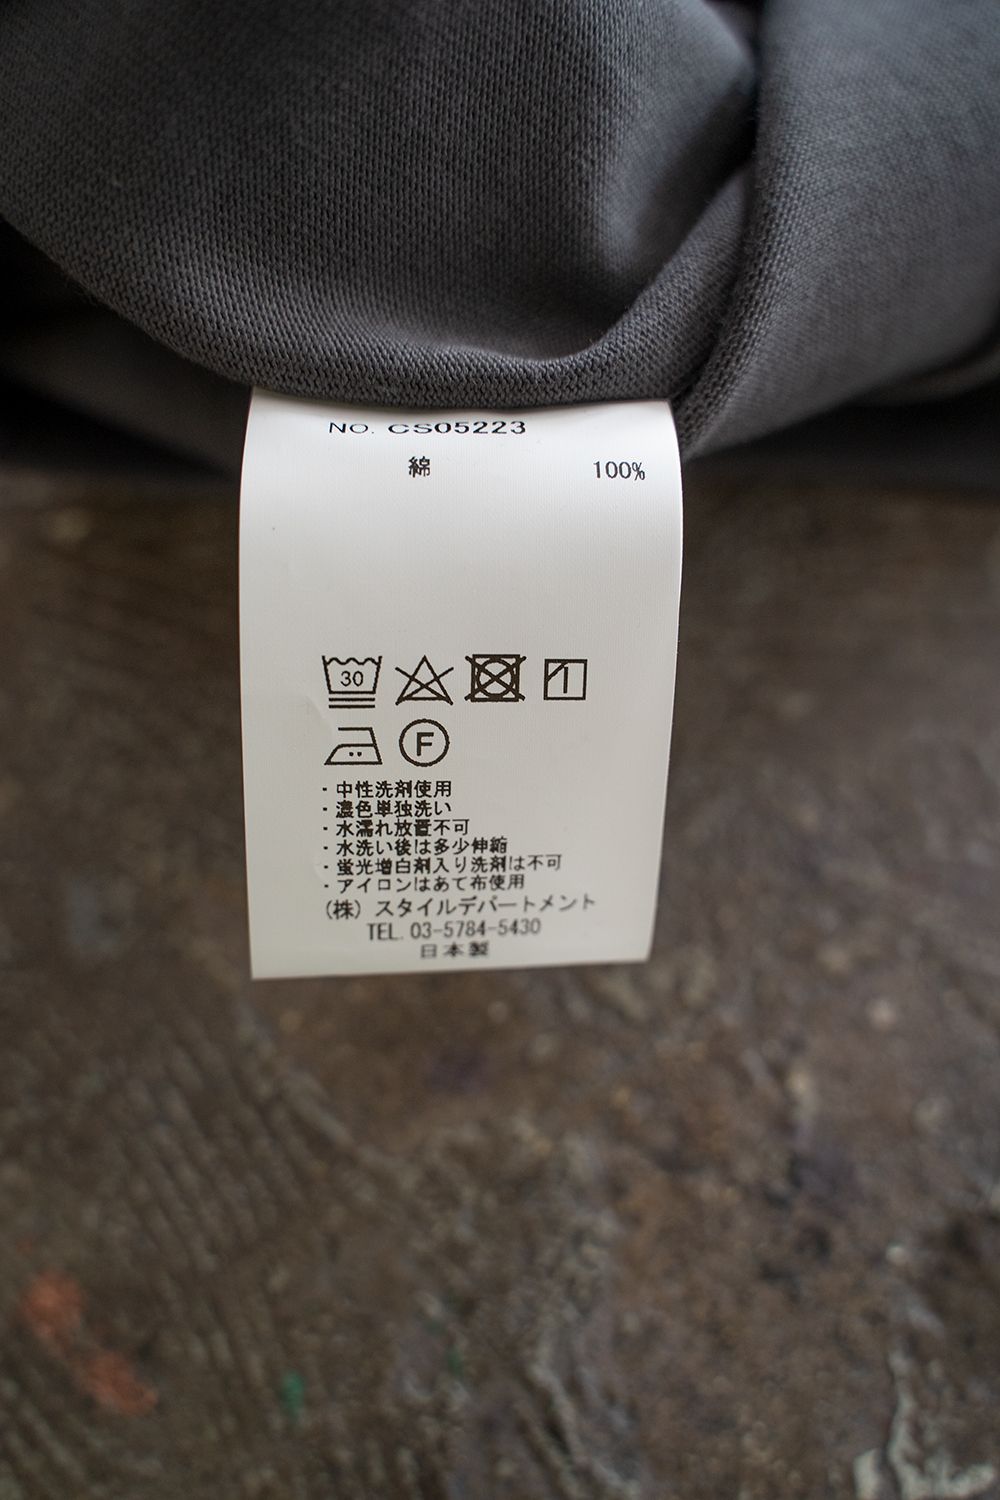 NO. CS05223
綿 100%
30
F
・中性洗剤使用
・濃色単独洗い
・水濡れ放置不可
・水洗い後は多少伸縮
・蛍光増白剤入り洗剤は不可
・アイロンはあて布使用
(株) スタイルデパートメント
TEL. 03-5784-5430
日本製